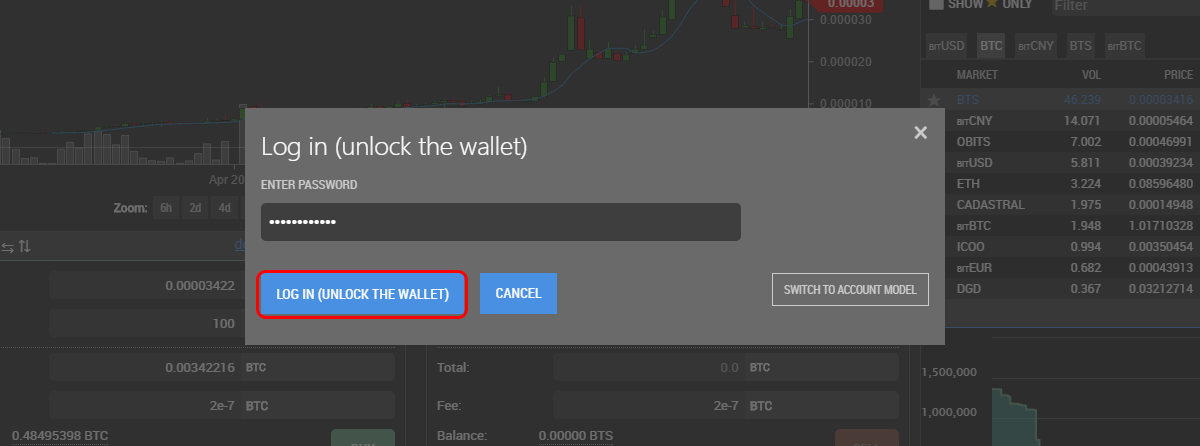 0.00003
0.000030
0.000020
0.000010
SHOW ★ ONLY
Filter
BITUSD BTC BITCNY BTS BITBTC
MARKET VOL PRICE
BTS 46.239 0.00003416
BITCNY 14.071 0.00005464
OBITS 7.002 0.00046991
BITUSD 5.811 0.00039234
ETH 3.224 0.08596480
CADASTRAL 1.975 0.00014948
BITBTC 1.948 1.01710328
ICOO 0.994 0.00350454
BITEUR 0.682 0.00043913
DGD 0.367 0.03212714
Log in (unlock the wallet)
ENTER PASSWORD
••••••••••••
LOG IN (UNLOCK THE WALLET)
CANCEL
SWITCH TO ACCOUNT MODEL
Apr 20
Zoom: 6h 2d 4d
0.00003422
100
0.00342216 BTC
2e-7 BTC
0.48495398 BTC
Total: 0.0 BTC
Fee: 2e-7 BTC
Balance: 0.00000 BTS
1,500,000
1,000,000